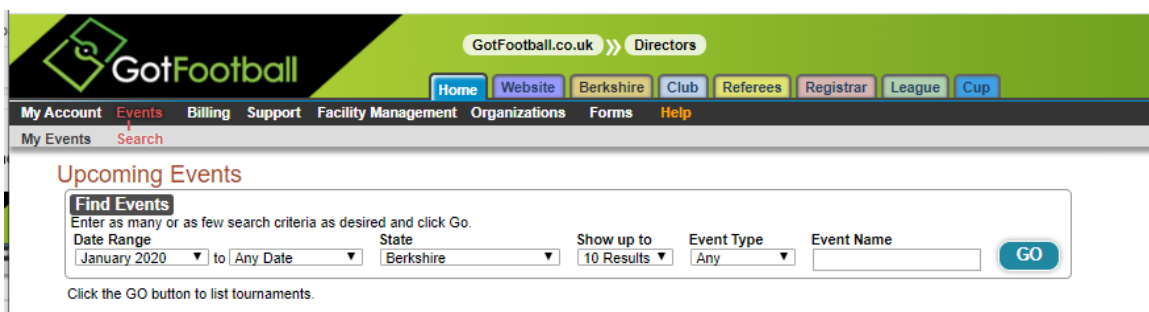 GotFootball
GotFootball.co.uk » Directors
Home Website Berkshire Club Referees Registrar League Cup
My Account Events Billing Support Facility Management Organizations Forms Help
My Events Search
Upcoming Events
Find Events
Enter as many or as few search criteria as desired and click Go.
Date Range State Show up to Event Type Event Name
January 2020 to Any Date Berkshire 10 Results Any GO
Click the GO button to list tournaments.